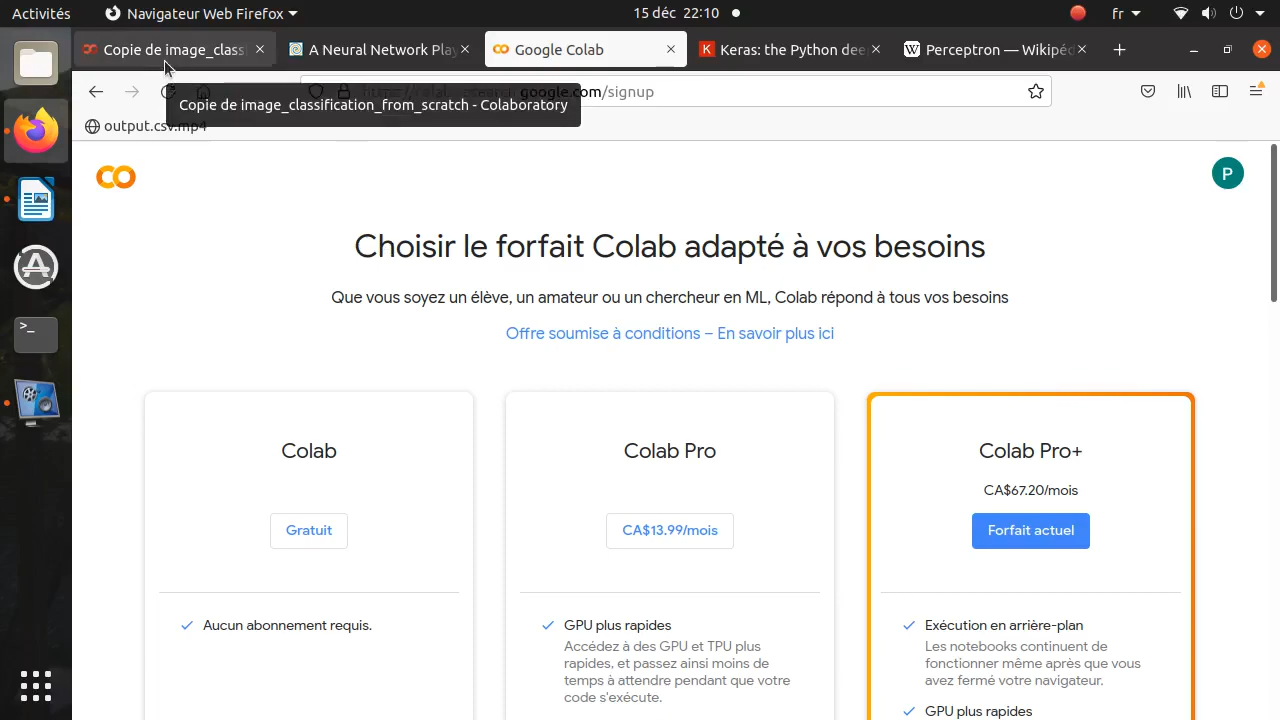 Activités
Navigateur Web Firefox
15 déc 22:10
fr
Copie de image_class
A Neural Network Play
Google Colab
Keras: the Python dee
Perceptron — Wikipéd
google.com/signup
Copie de image_classification_from_scratch - Colaboratory
output.csv.mp4
P
Choisir le forfait Colab adapté à vos besoins
Que vous soyez un élève, un amateur ou un chercheur en ML, Colab répond à tous vos besoins
Offre soumise à conditions – En savoir plus ici
Colab
Gratuit
Aucun abonnement requis.
Colab Pro
CA$13.99/mois
GPU plus rapides
Accédez à des GPU et TPU plus
rapides, et passez ainsi moins de
temps à attendre pendant que votre
code s'exécute.
Colab Pro+
CA$67.20/mois
Forfait actuel
Exécution en arrière-plan
Les notebooks continuent de
fonctionner même après que vous
avez fermé votre navigateur.
GPU plus rapides